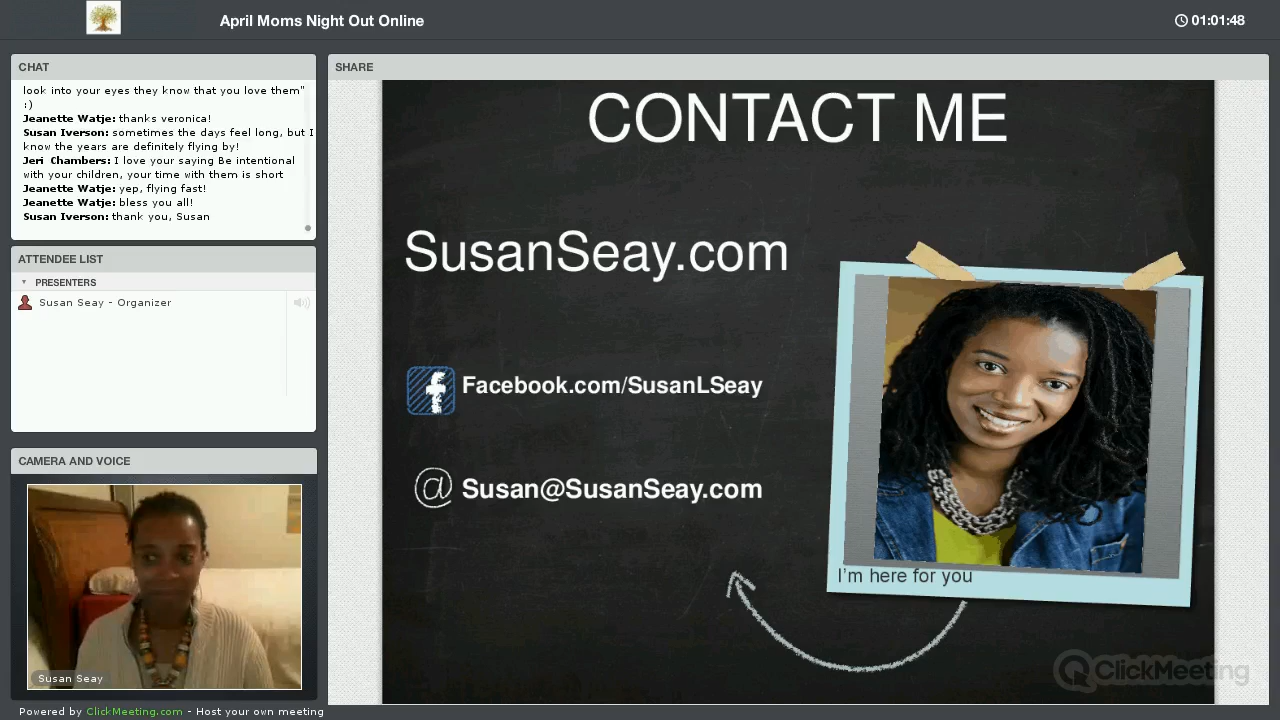 April Moms Night Out Online
01:01:48
CHAT
look into your eyes they know that you love them"
:)
Jeanette Watje: thanks veronica!
Susan Iverson: sometimes the days feel long, but I
know the years are definitely flying by!
Teri Chambers: I love your saying Be intentional
with your children, your time with them is short
Jeanette Watje: yep, flying fast!
Jeanette Watje: bless you all!
Susan Iverson: thank you, Susan
ATTENDEE LIST
PRESENTERS
Susan Seay - Organizer
CAMERA AND VOICE
Susan Seay
Powered by ClickMeeting.com - Host your own meeting
SHARE
CONTACT ME
SusanSeay.com
Facebook.com/SusanLSeay
@ Susan@SusanSeay.com
I'm here for you
ClickMeeting